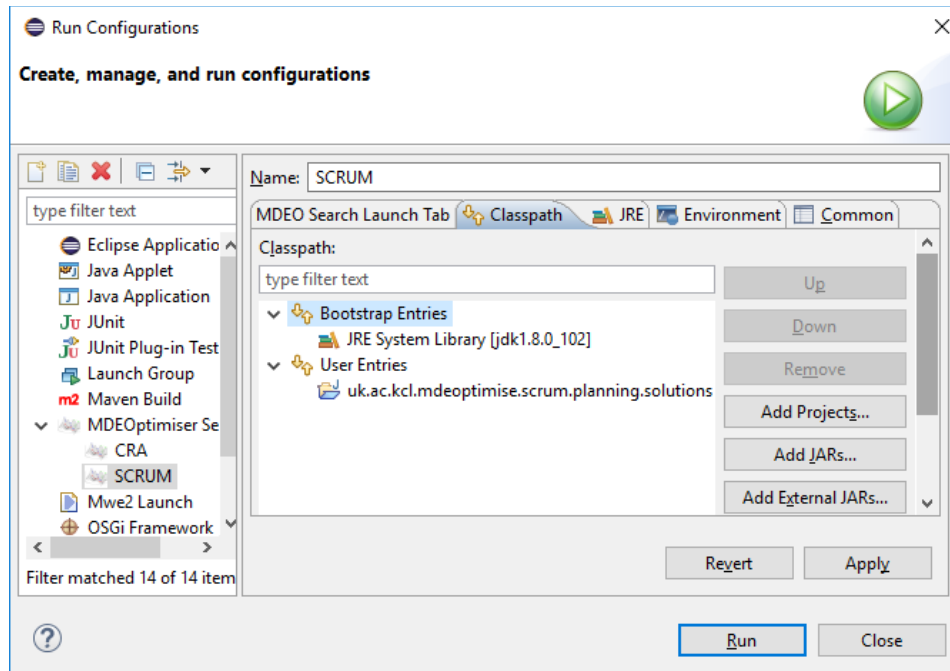 Run Configurations
Create, manage, and run configurations
type filter text
Eclipse Applicatio
Java Applet
Java Application
JUnit
JUnit Plug-in Test
Launch Group
Maven Build
MDEOptimiser Se
CRA
SCRUM
Mwe2 Launch
OSGi Framework
Filter matched 14 of 14 item
Name: SCRUM
MDEO Search Launch Tab Classpath JRE Environment Common
Classpath:
type filter text
Bootstrap Entries
JRE System Library [jdk1.8.0_102]
User Entries
uk.ac.kcl.mdeoptimise.scrum.planning.solutions
Up
Down
Remove
Add Projects...
Add JARs...
Add External JARs...
Revert Apply
Run Close